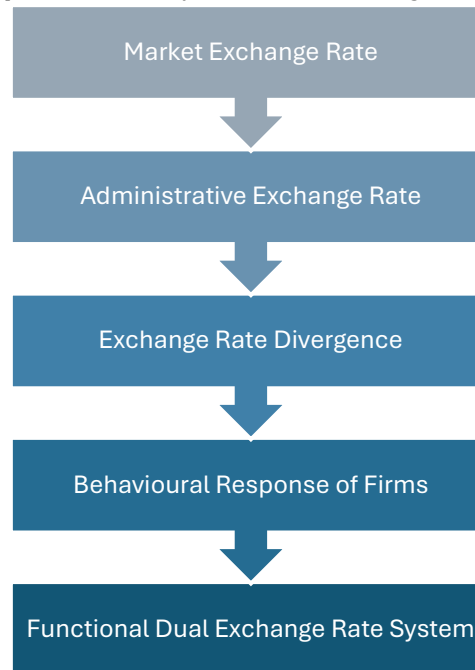 Market Exchange Rate
Administrative Exchange Rate
Exchange Rate Divergence
Behavioural Response of Firms
Functional Dual Exchange Rate System